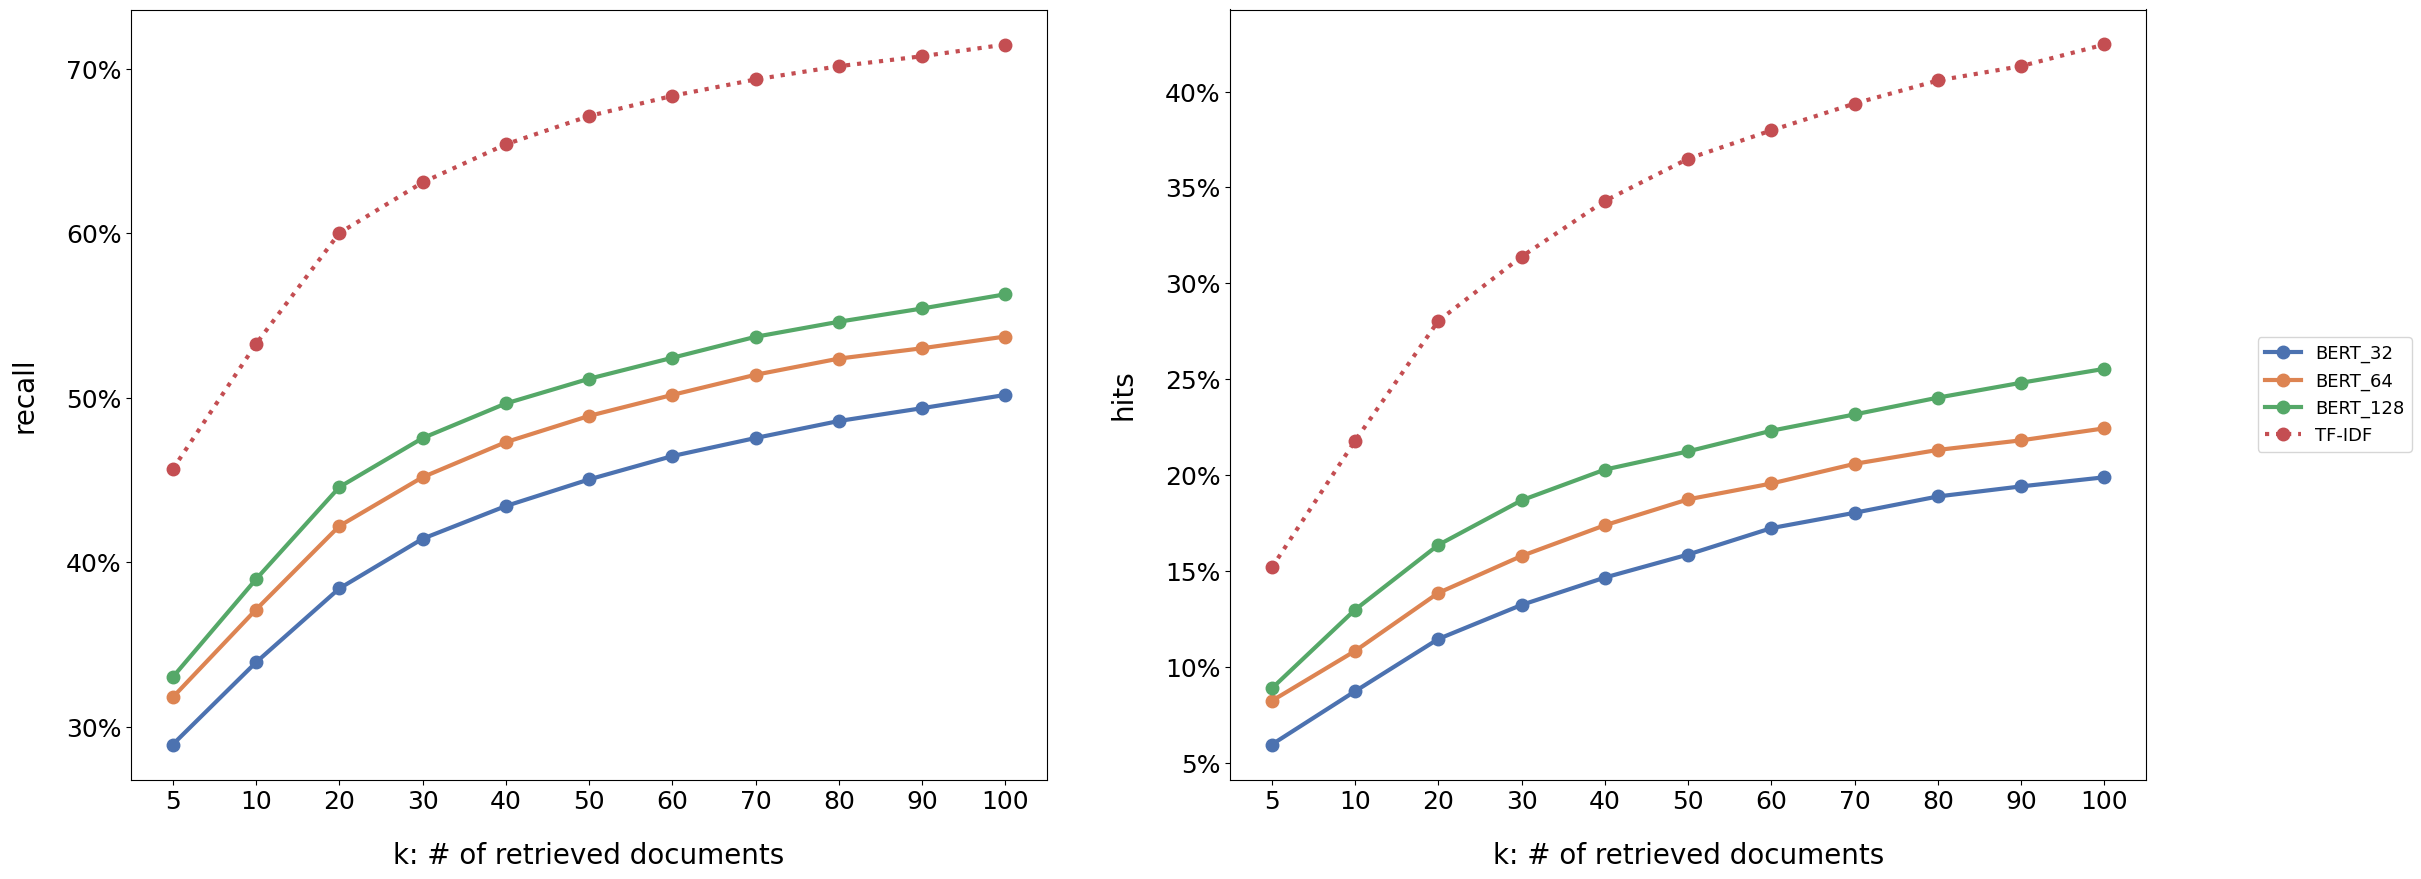 recall
70%
60%
50%
40%
30%
5 10 20 30 40 50 60 70 80 90 100
k: # of retrieved documents
hits
40%
35%
30%
25%
20%
15%
10%
5%
5 10 20 30 40 50 60 70 80 90 100
k: # of retrieved documents
BERT_32
BERT_64
BERT_128
TF-IDF